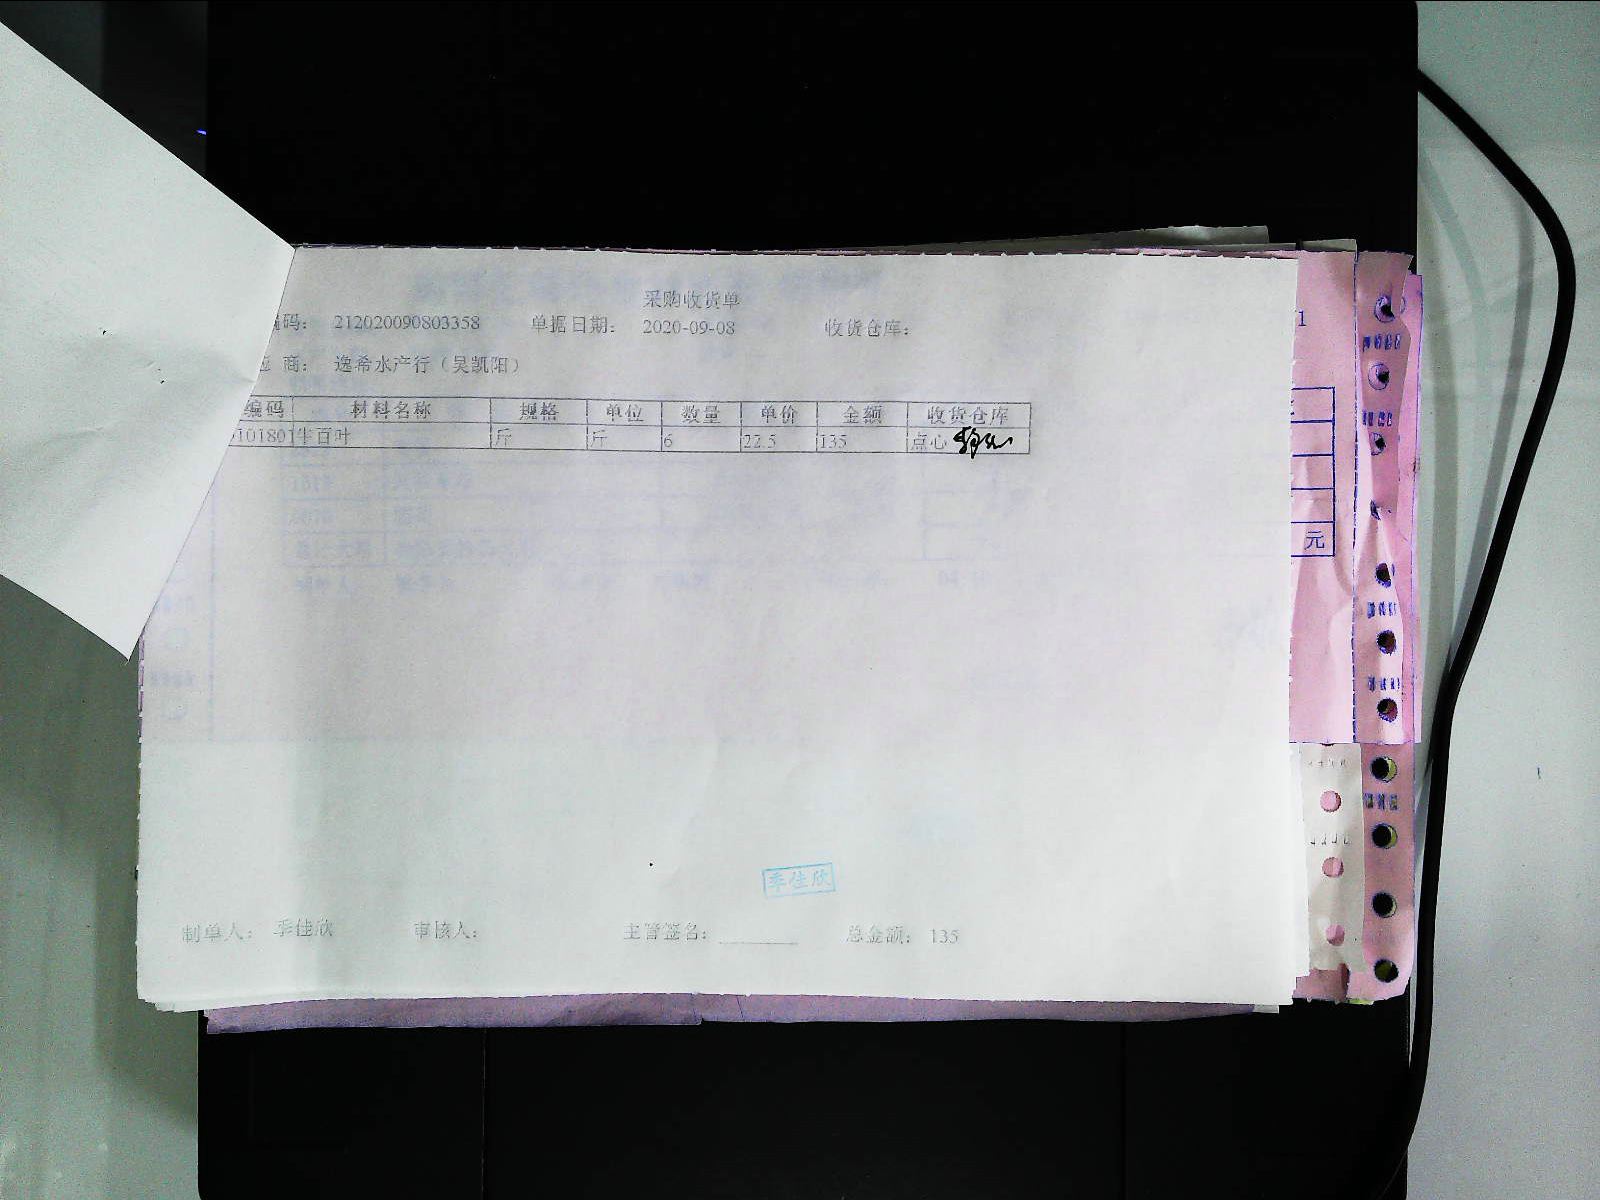 采购收货单
编码: 212020090803358 单据日期: 2020-09-08 收货仓库:
应 商: 逸希水产行（吴凯阳）
编码 材料名称 规格 单位 数量 单价 金额 收货仓库
101801 牛百叶 斤 斤 6 22.5 135 点心
1
元
季佳欣
制单人: 季佳欣 审核人: 主管签名: 总金额: 135